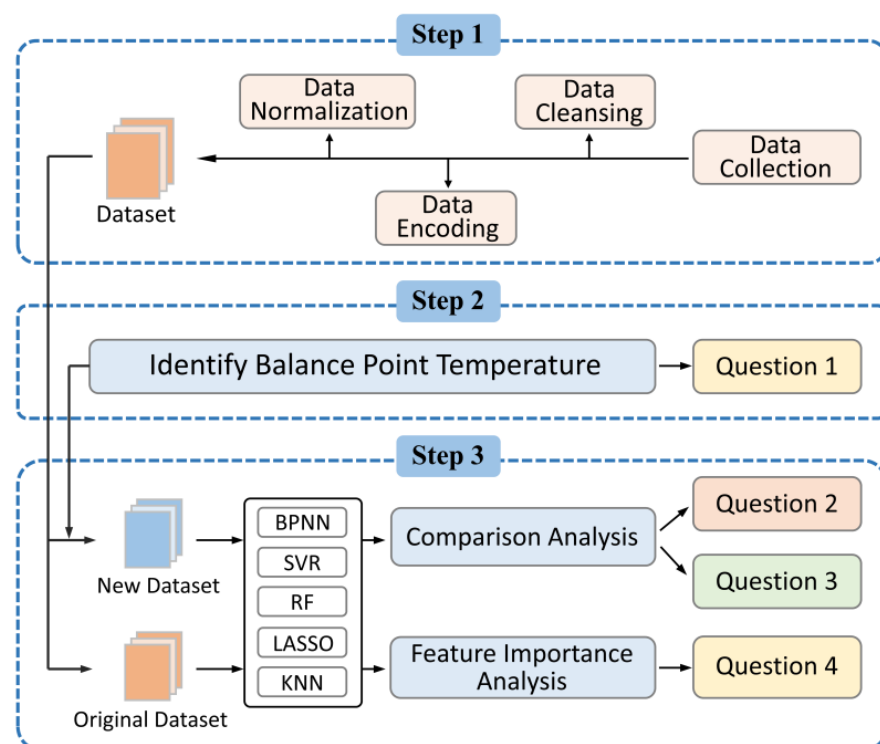 Step 1
Data
Normalization
Data
Cleansing
Data
Collection
Dataset
Data
Encoding
Step 2
Identify Balance Point Temperature
Question 1
Step 3
New Dataset
Original Dataset
BPNN
SVR
RF
LASSO
KNN
Comparison Analysis
Question 2
Question 3
Feature Importance
Analysis
Question 4